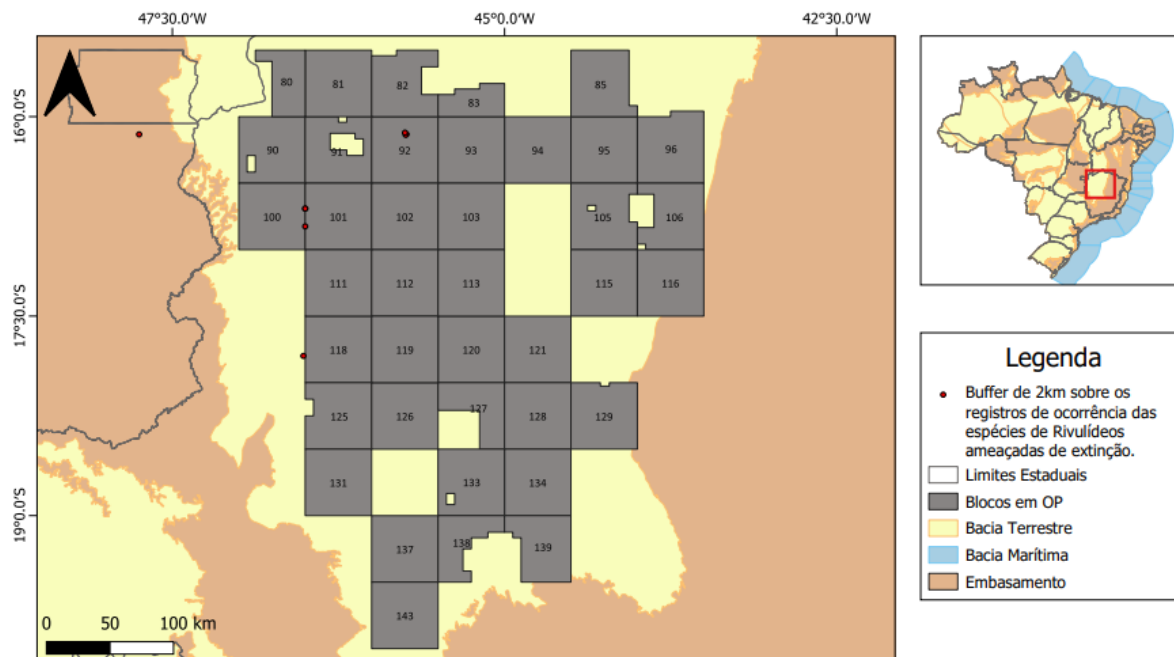 47°30.0'W
45°0.0'W
42°30.0'W
16°0.0'S
17°30.0'S
19°0.0'S
80
81
82
83
85
90
91
92
93
94
95
96
100
101
102
103
105
106
111
112
113
115
116
118
119
120
121
125
126
127
128
129
131
133
134
137
138
139
143
0
50
100 km
Legenda
Buffer de 2km sobre os
registros de ocorrência das
espécies de Rivulídeos
ameaçadas de extinção.
Limites Estaduais
Blocos em OP
Bacia Terrestre
Bacia Marítima
Embasamento